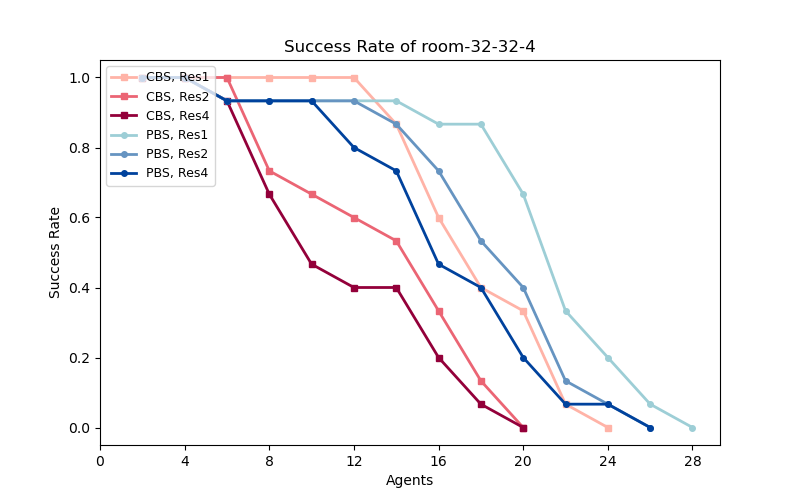 Success Rate of room-32-32-4
1.0
0.8
0.6
0.4
0.2
0.0
Success Rate
CBS, Res1
CBS, Res2
CBS, Res4
PBS, Res1
PBS, Res2
PBS, Res4
0 4 8 12 16 20 24 28
Agents